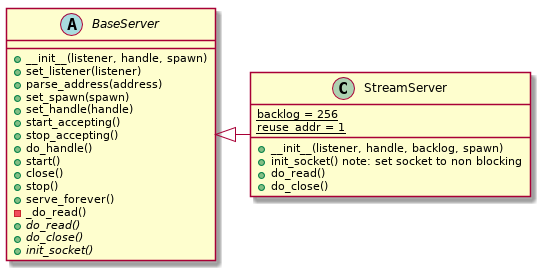 A BaseServer
__init__(listener, handle, spawn)
set_listener(listener)
parse_address(address)
set_spawn(spawn)
set_handle(handle)
start_accepting()
stop_accepting()
do_handle()
start()
close()
stop()
serve_forever()
_do_read()
do_read()
do_close()
init_socket()
C StreamServer
backlog = 256
reuse_addr = 1
__init__(listener, handle, backlog, spawn)
init_socket() note: set socket to non blocking
do_read()
do_close()